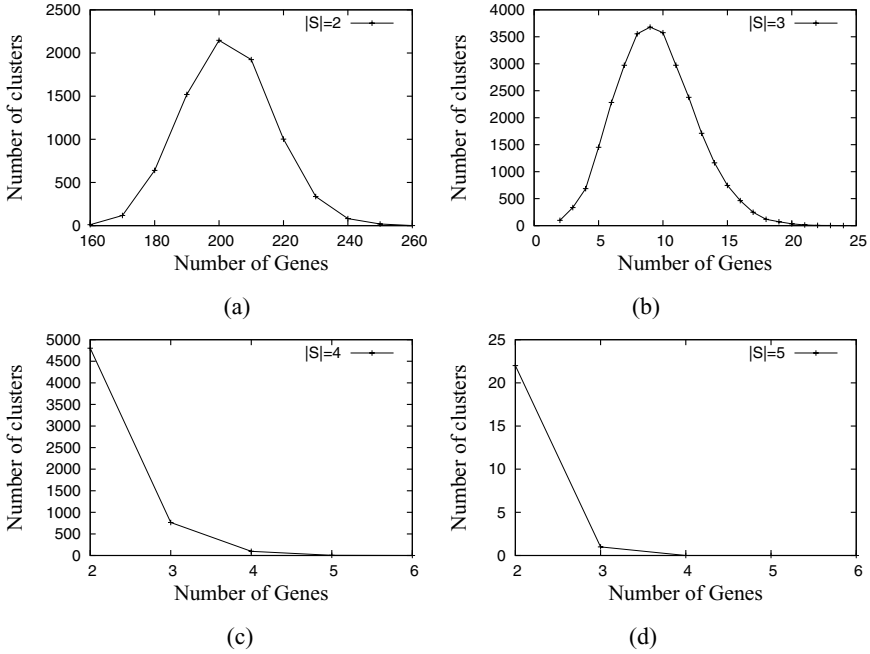 2500
2000
1500
1000
500
0
160 180 200 220 240 260
Number of clusters
Number of Genes
|S|=2
(a)
4000
3500
3000
2500
2000
1500
1000
500
0
0 5 10 15 20 25
Number of clusters
Number of Genes
|S|=3
(b)
5000
4500
4000
3500
3000
2500
2000
1500
1000
500
0
2 3 4 5 6
Number of clusters
Number of Genes
|S|=4
(c)
25
20
15
10
5
0
2 3 4 5 6
Number of clusters
Number of Genes
|S|=5
(d)